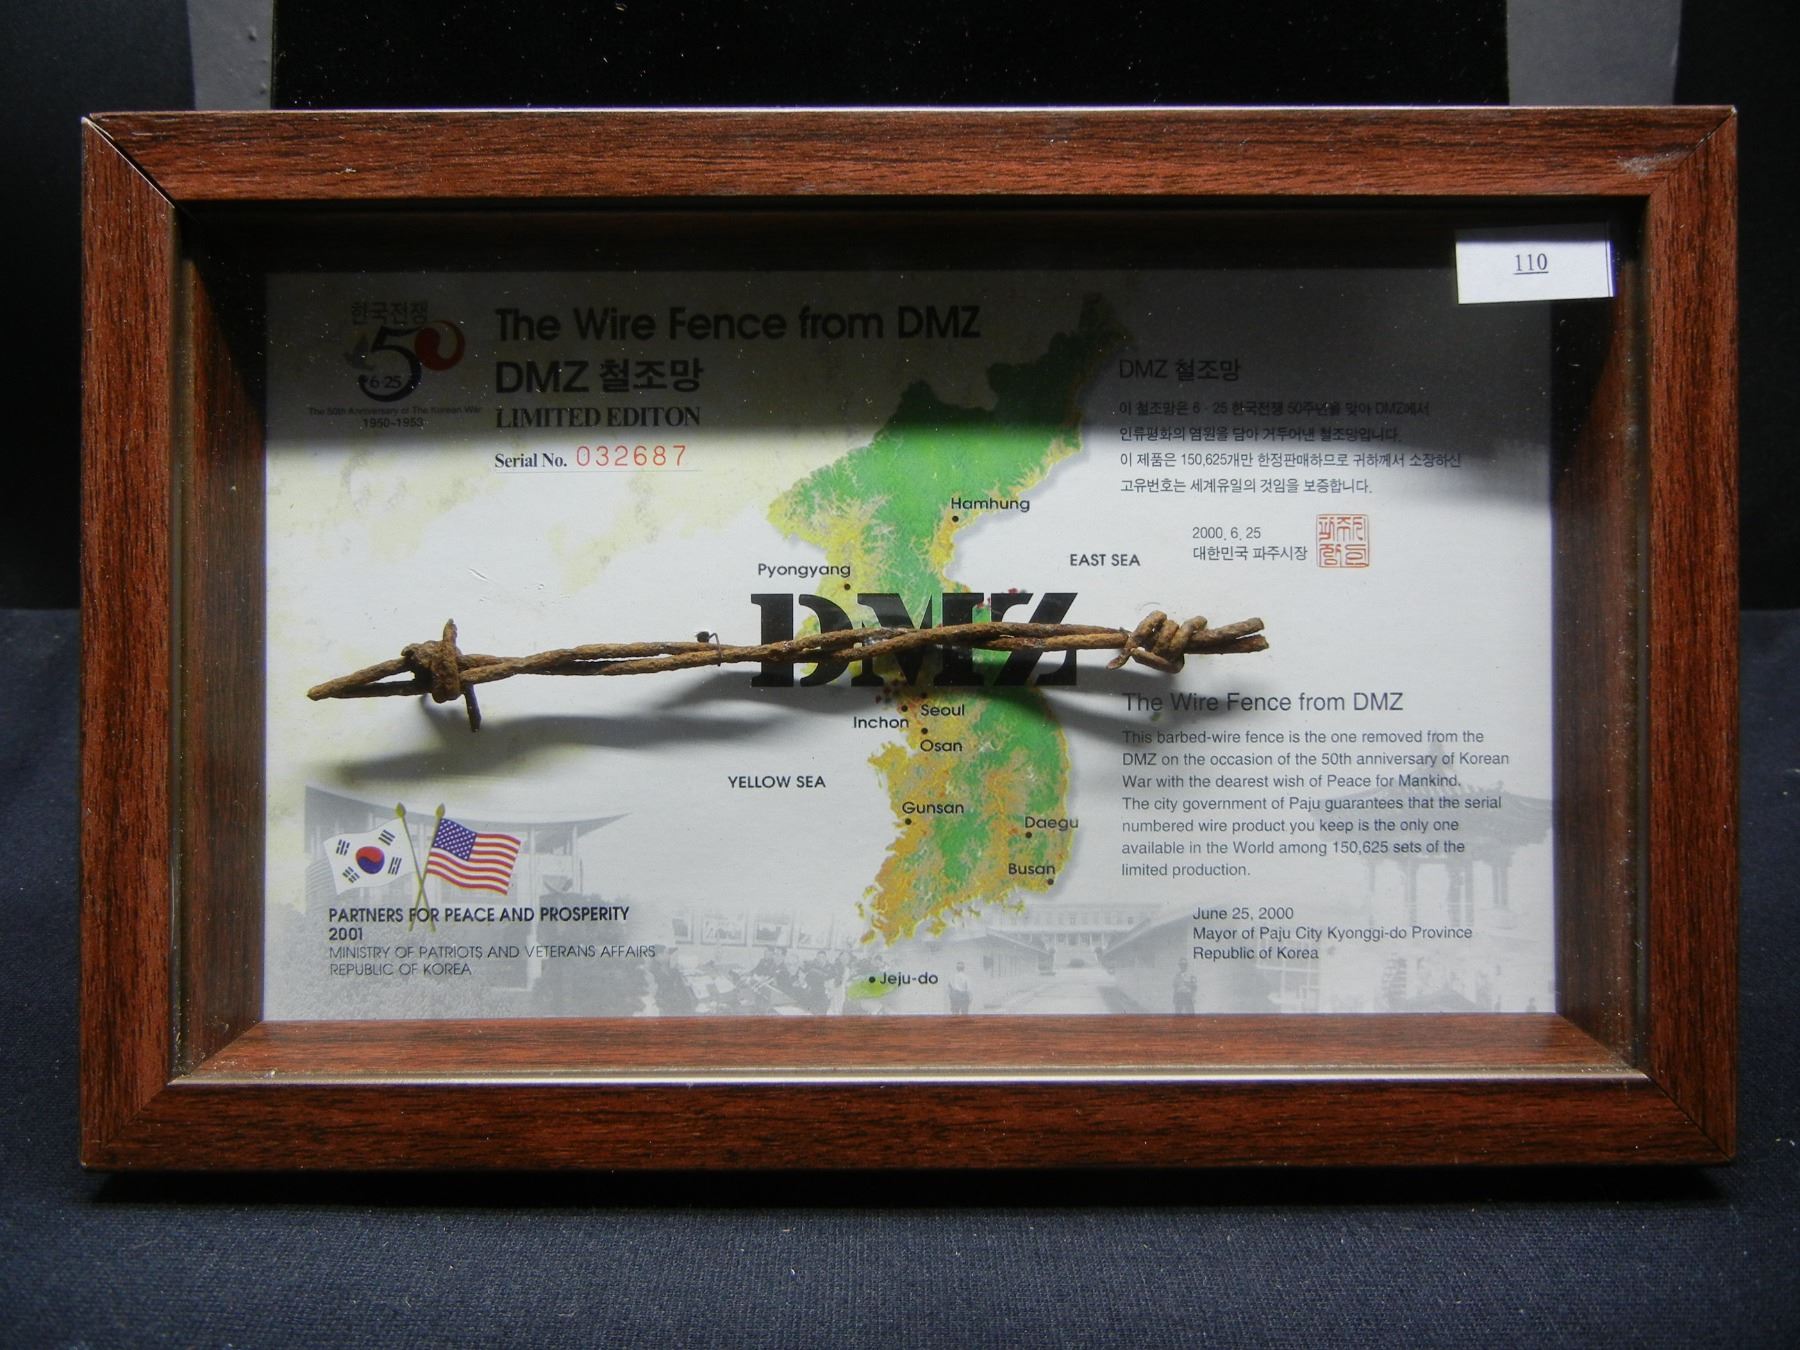 110
한국전쟁
50
6·25
The 50th Anniversary of The Korean War
1950~1953
The Wire Fence from DMZ
DMZ 철조망
LIMITED EDITON
Serial No. 032687
DMZ 철조망
이 철조망은 6·25 한국전쟁 50주년을 맞아 DMZ에서
인류평화의 염원을 담아 거두어낸 철조망입니다.
이 제품은 150,625개만 한정판매하므로 귀하께서 소장하신
고유번호는 세계유일의 것임을 보증합니다.
2000. 6. 25
대한민국 파주시장
Hamhung
EAST SEA
Pyongyang
DMZ
Seoul
Inchon
Osan
YELLOW SEA
Gunsan
Daegu
Busan
Jeju-do
The Wire Fence from DMZ
This barbed-wire fence is the one removed from the
DMZ on the occasion of the 50th anniversary of Korean
War with the dearest wish of Peace for Mankind.
The city government of Paju guarantees that the serial
numbered wire product you keep is the only one
available in the World among 150,625 sets of the
limited production.
June 25, 2000
Mayor of Paju City Kyonggi-do Province
Republic of Korea
PARTNERS FOR PEACE AND PROSPERITY
2001
MINISTRY OF PATRIOTS AND VETERANS AFFAIRS
REPUBLIC OF KOREA